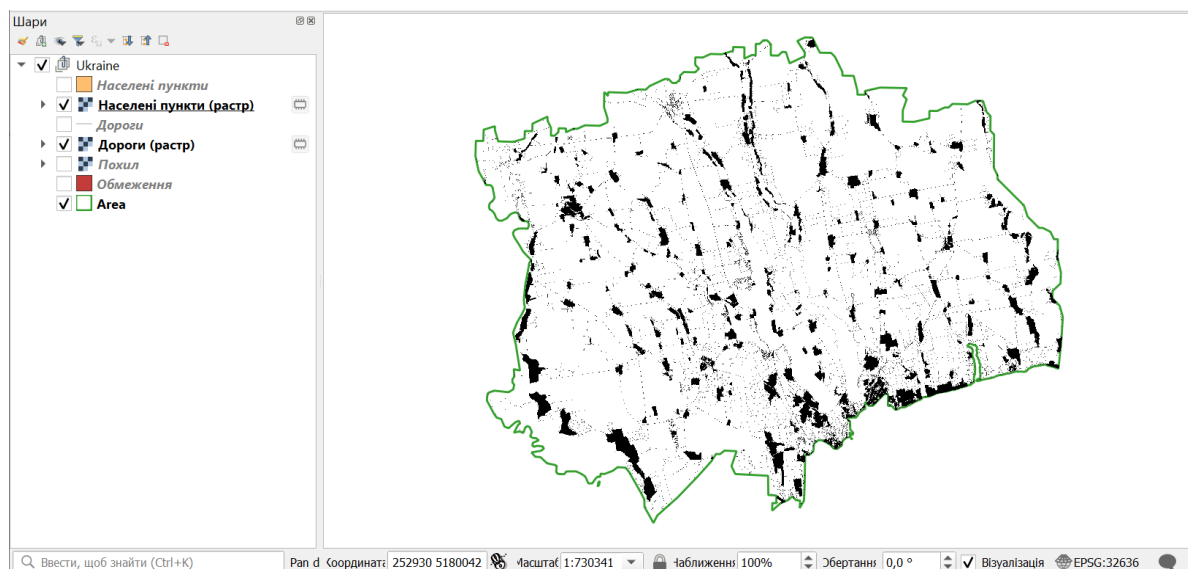 Шари
Ukraine
Населені пункти
Населені пункти (растр)
Дороги
Дороги (растр)
Похил
Обмеження
Area
Ввести, щоб знайти (Ctrl+K) Pan d Координата 252930 5180042 Масштаб 1:730341 Наближення 100% Обертання 0,0 ° Візуалізація EPSG:32636